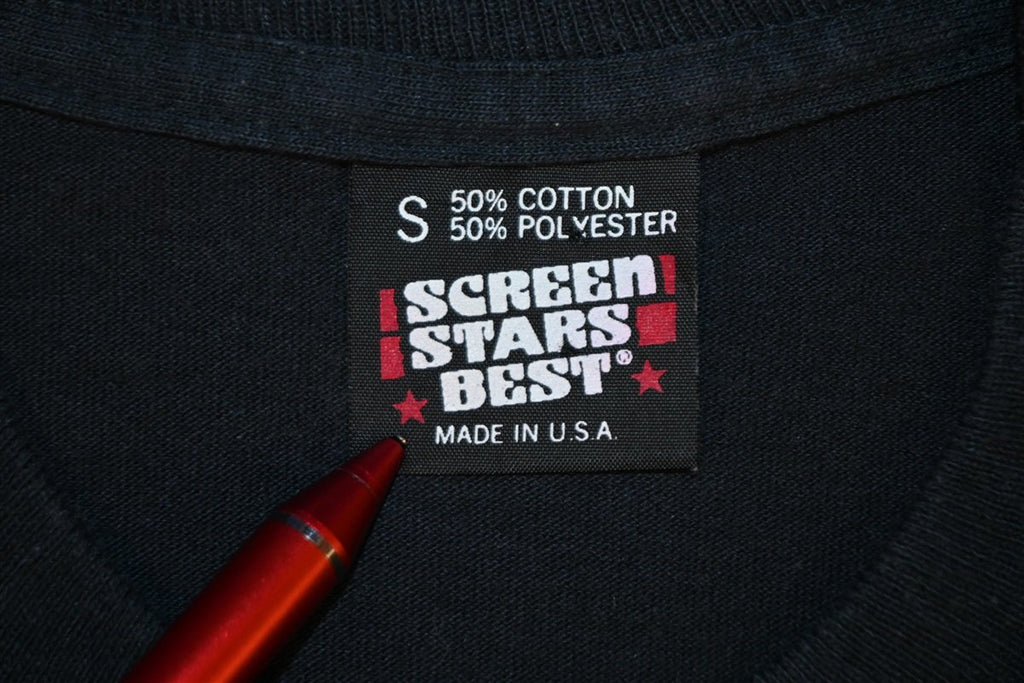 S 50% COTTON
50% POLYESTER
SCREEN
STARS
BEST®
MADE IN U.S.A.